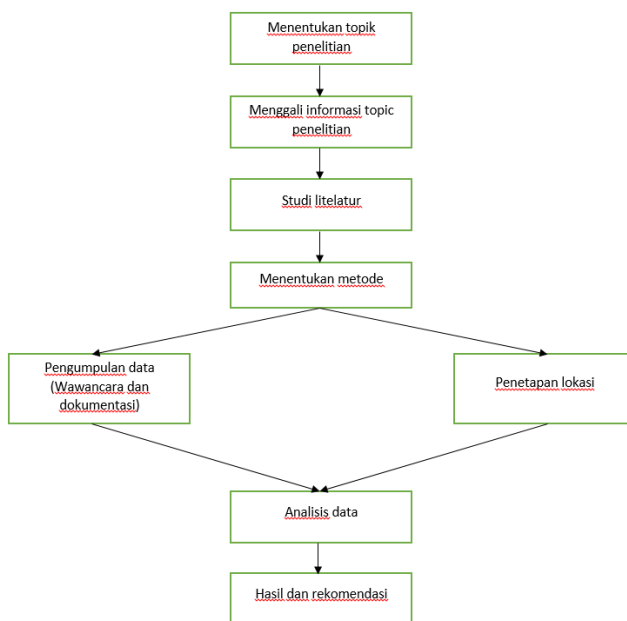 Menentukan topik
penelitian
Menggali informasi topic
penelitian
Studi litelatur
Menentukan metode
Pengumpulan data
(Wawancara dan
dokumentasi)
Penetapan lokasi
Analisis data
Hasil dan rekomendasi